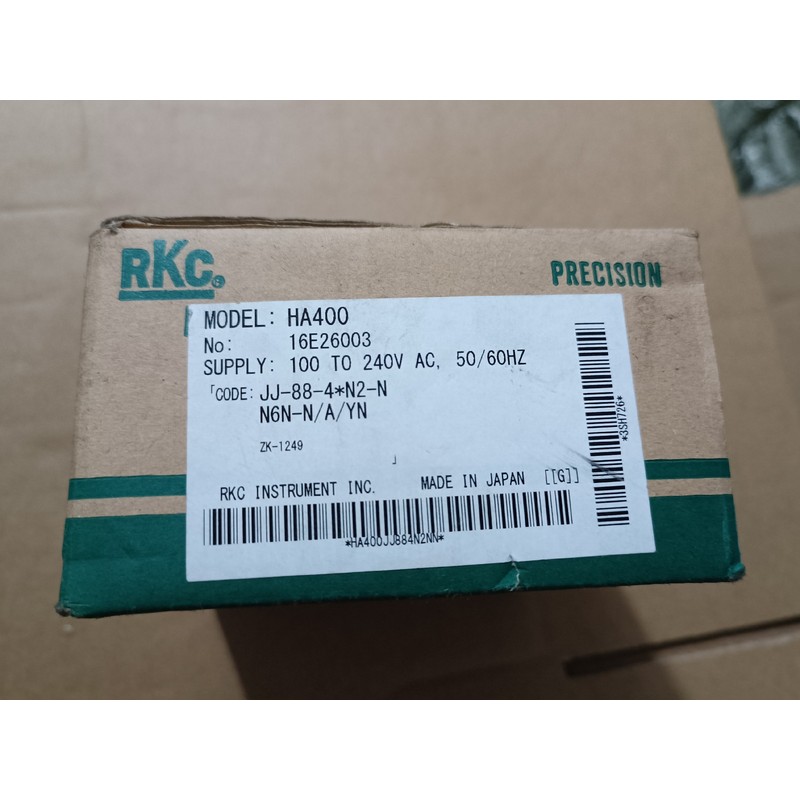 RKC®
PRECISION
MODEL: HA400
No: 16E26003
SUPPLY: 100 TO 240V AC, 50/60HZ
「CODE: JJ-88-4*N2-N
N6N-N/A/YN
ZK-1249
」
RKC INSTRUMENT INC. MADE IN JAPAN [[G]]
*HA400JJ884N2NN*
*3SH726*